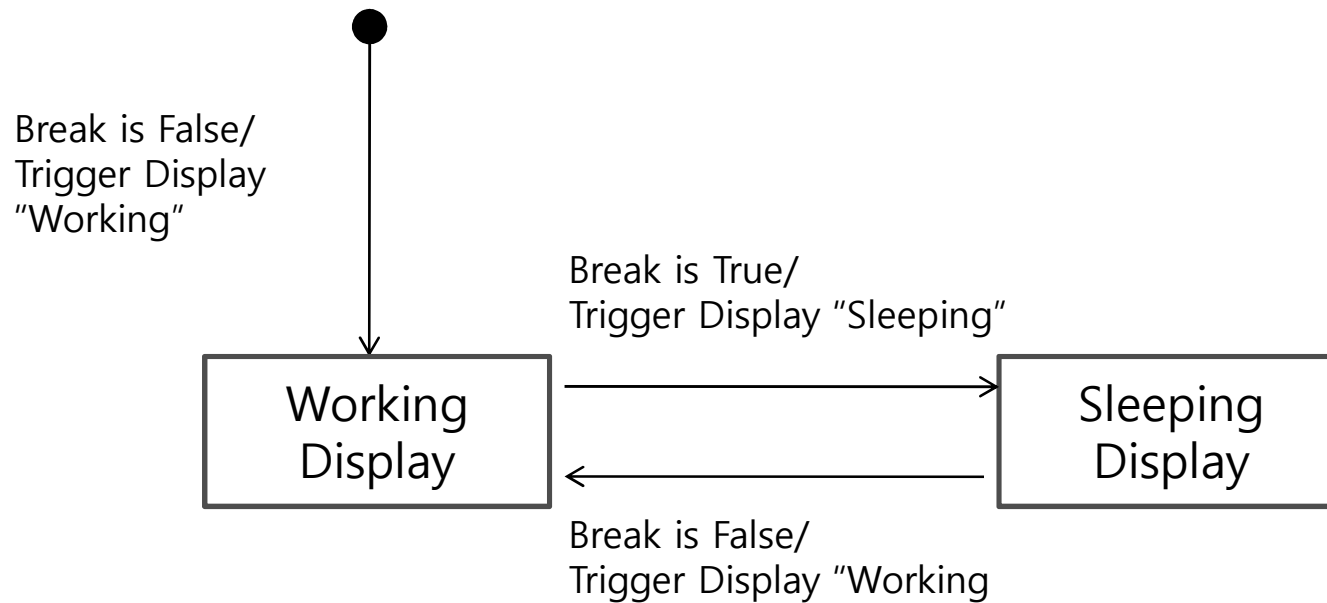 Break is False/
Trigger Display
"Working"
Break is True/
Trigger Display "Sleeping"
Working
Display
Sleeping
Display
Break is False/
Trigger Display "Working